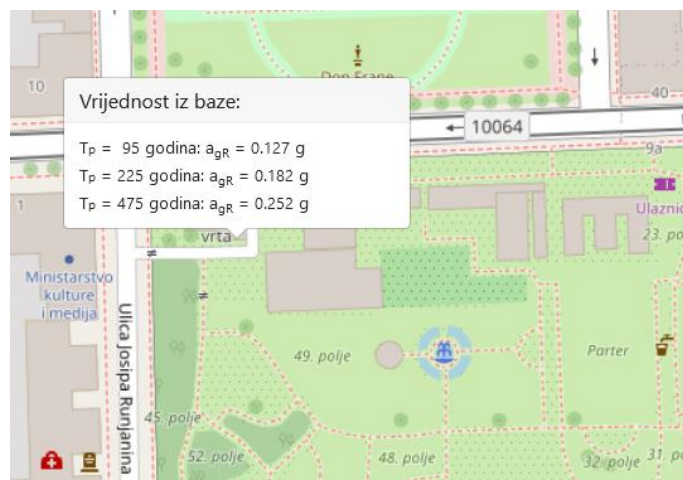 10
Don Frane
40
Vrijednost iz baze:
Tp = 95 godina: agR = 0.127 g
Tp = 225 godina: agR = 0.182 g
Tp = 475 godina: agR = 0.252 g
← 10064
9a
1
Ulaznic
vrta
23. po
Ministarstvo
kulture
i medija
Ulica Josipa Runjanina
49. polje
Parter
45. polje
52. polje
48. polje
32. polje
31. po